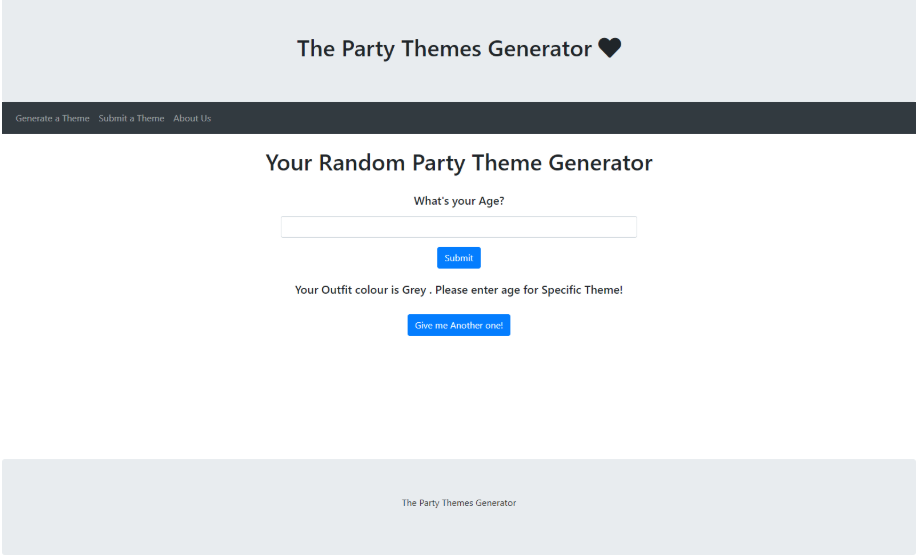 The Party Themes Generator
Generate a Theme Submit a Theme About Us
Your Random Party Theme Generator
What's your Age?
Submit
Your Outfit colour is Grey . Please enter age for Specific Theme!
Give me Another one!
The Party Themes Generator